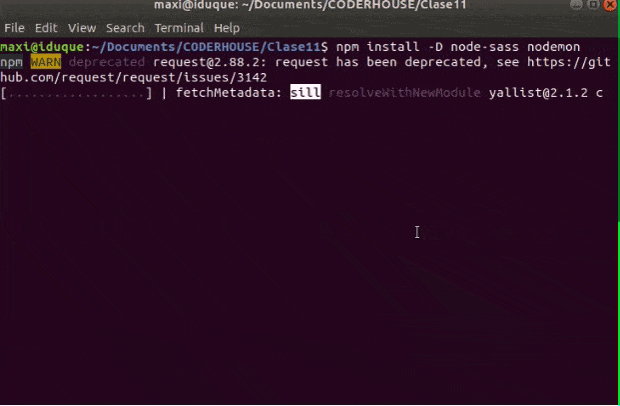 maxi@iduque: ~/Documents/CODERHOUSE/Clase11
File Edit View Search Terminal Help
maxi@iduque:~/Documents/CODERHOUSE/Clase11$ npm install -D node-sass nodemon
npm WARN deprecated request@2.88.2: request has been deprecated, see https://git
hub.com/request/request/issues/3142
[..................] | fetchMetadata: sill resolveWithNewModule yallist@2.1.2 c